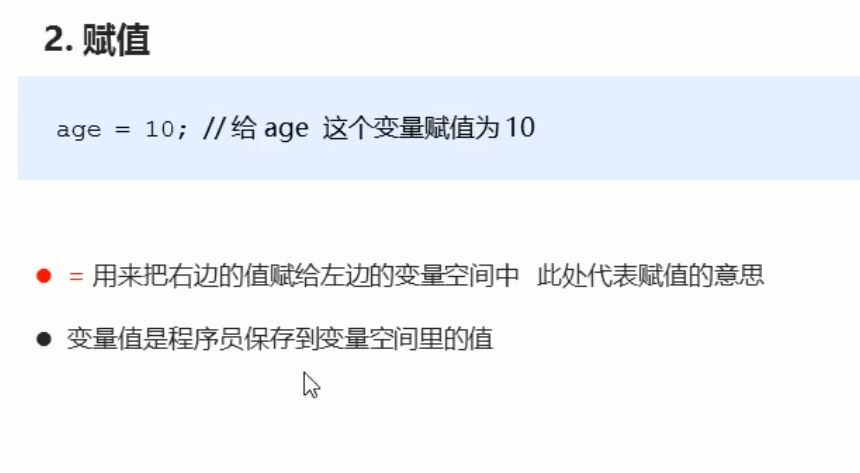 2. 赋值
age = 10; // 给 age 这个变量赋值为 10
● = 用来把右边的值赋给左边的变量空间中 此处代表赋值的意思
● 变量值是程序员保存到变量空间里的值